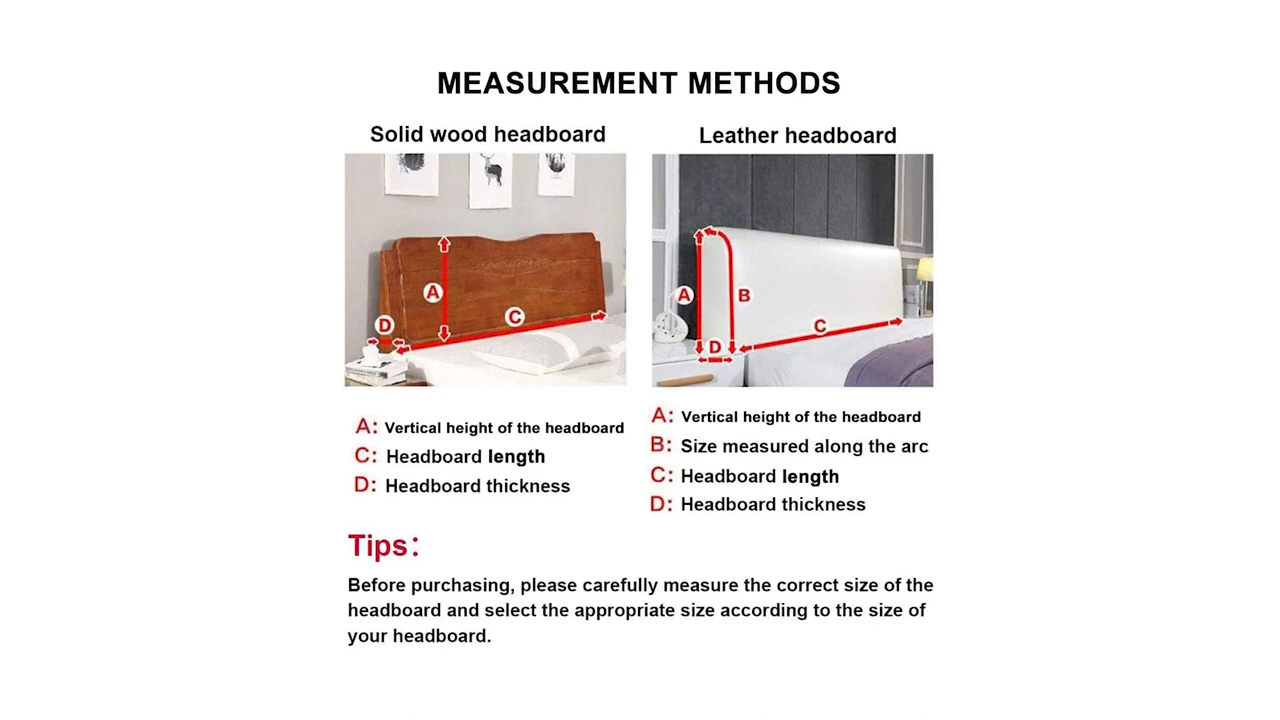 MEASUREMENT METHODS
Solid wood headboard
A
C
D
A: Vertical height of the headboard
C: Headboard length
D: Headboard thickness
Leather headboard
A
B
C
D
A: Vertical height of the headboard
B: Size measured along the arc
C: Headboard length
D: Headboard thickness
Tips:
Before purchasing, please carefully measure the correct size of the
headboard and select the appropriate size according to the size of
your headboard.